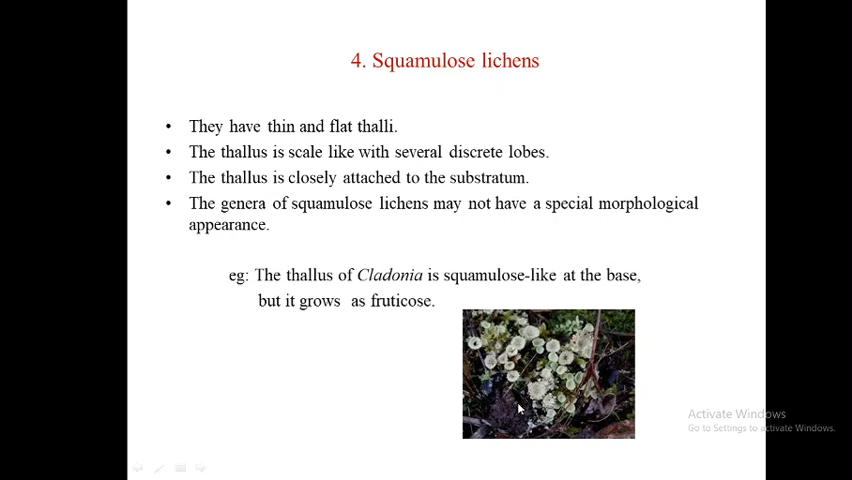 4. Squamulose lichens
• They have thin and flat thalli.
• The thallus is scale like with several discrete lobes.
• The thallus is closely attached to the substratum.
• The genera of squamulose lichens may not have a special morphological
appearance.
eg: The thallus of Cladonia is squamulose-like at the base,
but it grows as fruticose.
Activate Windows
Go to Settings to activate Windows.